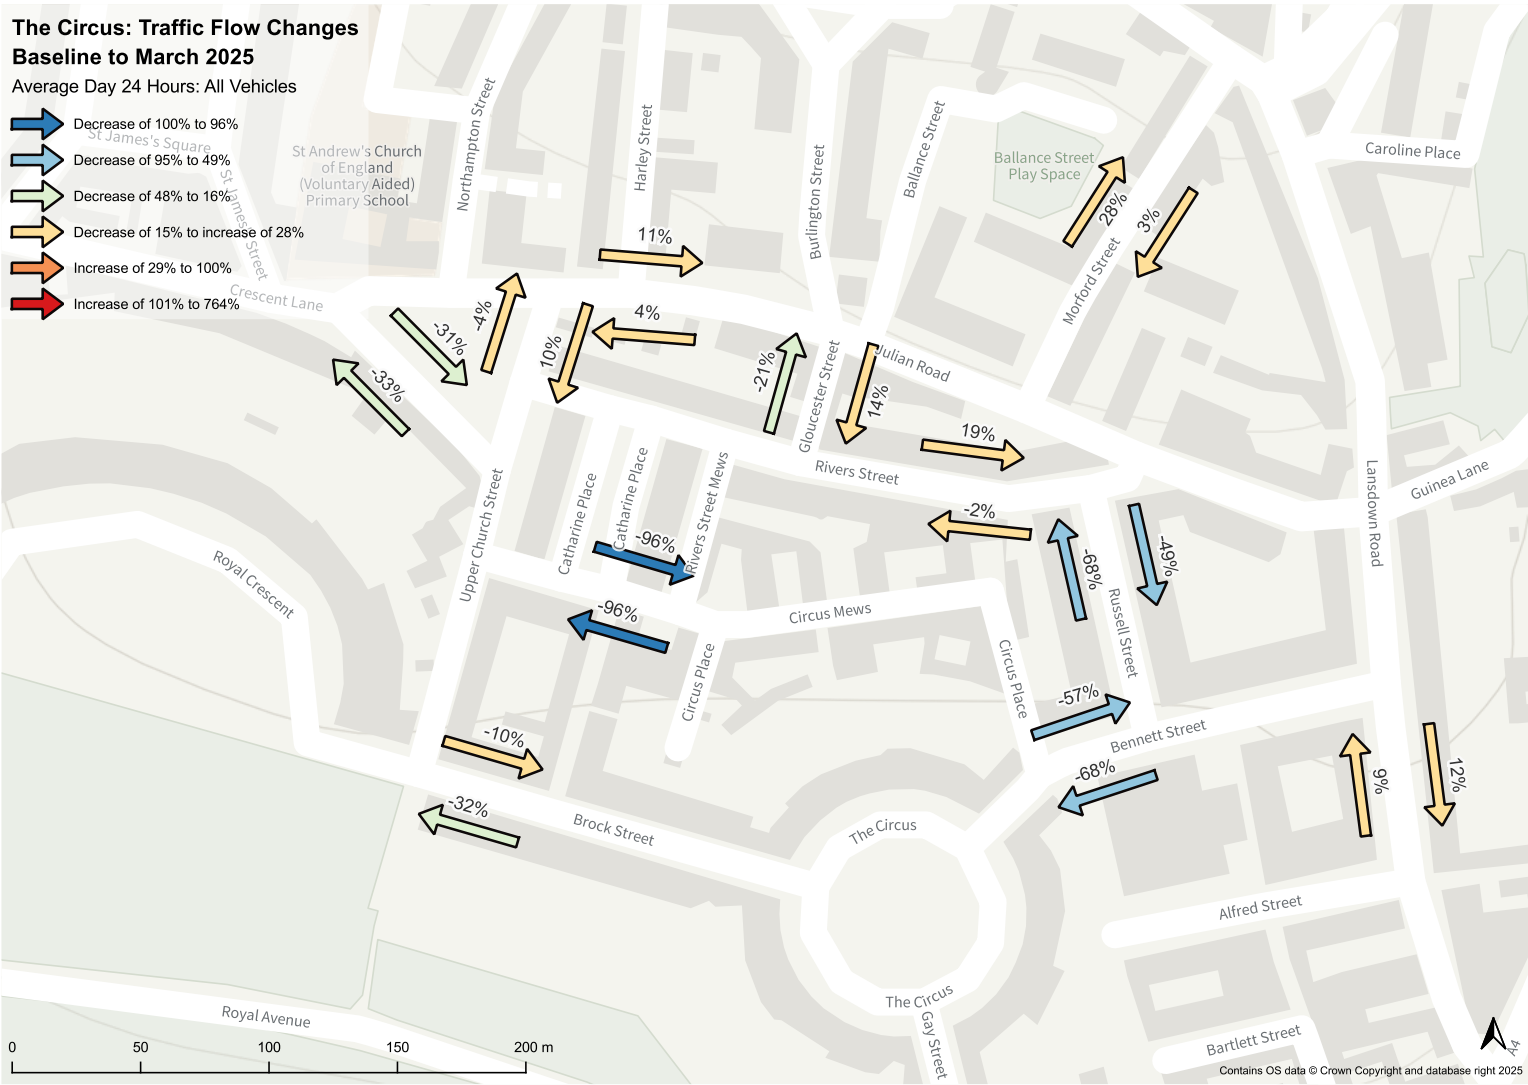 The Circus: Traffic Flow Changes
Baseline to March 2025
Average Day 24 Hours: All Vehicles
Decrease of 100% to 96%
Decrease of 95% to 49%
Decrease of 48% to 16%
Decrease of 15% to increase of 28%
Increase of 29% to 100%
Increase of 101% to 764%
St James's Square
St James's Street
Crescent Lane
St Andrew's Church
of England
(Voluntary Aided)
Primary School
Northampton Street
Harley Street
Burlington Street
Ballance Street
Ballance Street
Play Space
Caroline Place
Morford Street
28%
3%
11%
4%
-4%
10%
-31%
-33%
-21%
14%
Gloucester Street
Julian Road
19%
Rivers Street
-2%
Lansdown Road
Guinea Lane
Upper Church Street
Catharine Place
Catharine Place
Rivers Street Mews
-96%
-96%
Royal Crescent
Circus Mews
Circus Place
Circus Place
-68%
-49%
Russell Street
-57%
Bennett Street
-68%
-10%
-32%
Brock Street
9%
12%
The Circus
The Circus
Gay Street
Alfred Street
Bartlett Street
Royal Avenue
A4
0
50
100
150
200 m
Contains OS data © Crown Copyright and database right 2025